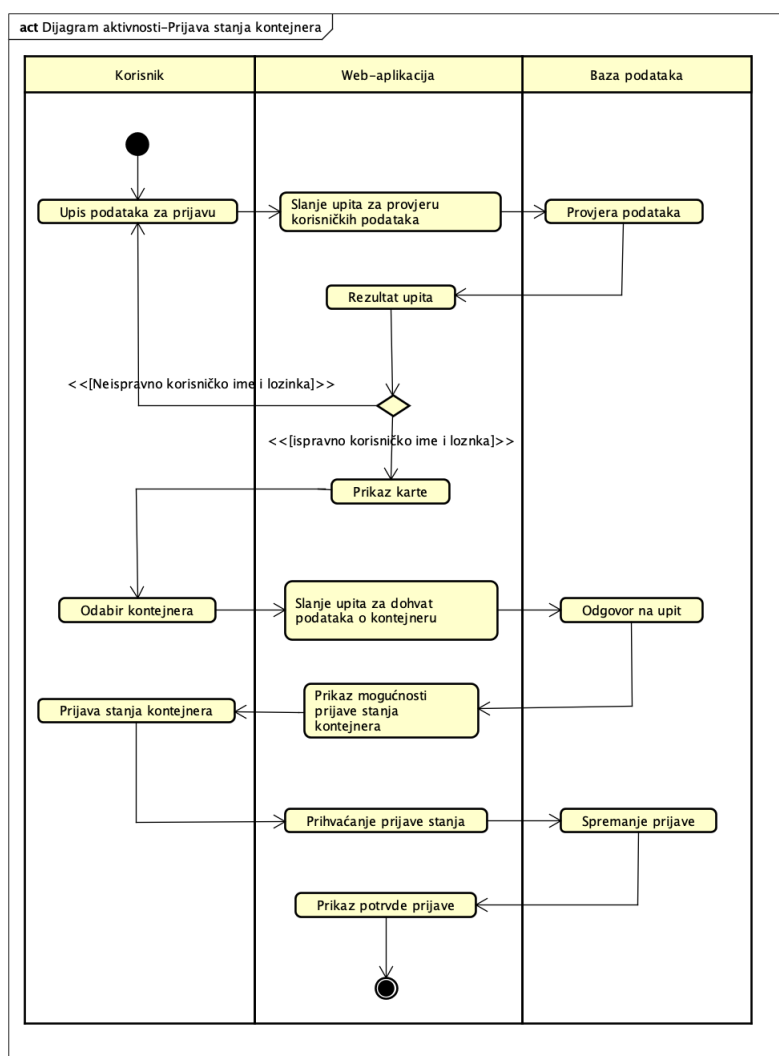 act Dijagram aktivnosti-Prijava stanja kontejnera
Korisnik
Web-aplikacija
Baza podataka
Upis podataka za prijavu
Slanje upita za provjeru
korisničkih podataka
Provjera podataka
Rezultat upita
<<[Neispravno korisničko ime i lozinka]>>
<<[ispravno korisničko ime i loznka]>>
Prikaz karte
Odabir kontejnera
Slanje upita za dohvat
podataka o kontejneru
Odgovor na upit
Prijava stanja kontejnera
Prikaz mogućnosti
prijave stanja
kontejnera
Prihvaćanje prijave stanja
Spremanje prijave
Prikaz potrvde prijave